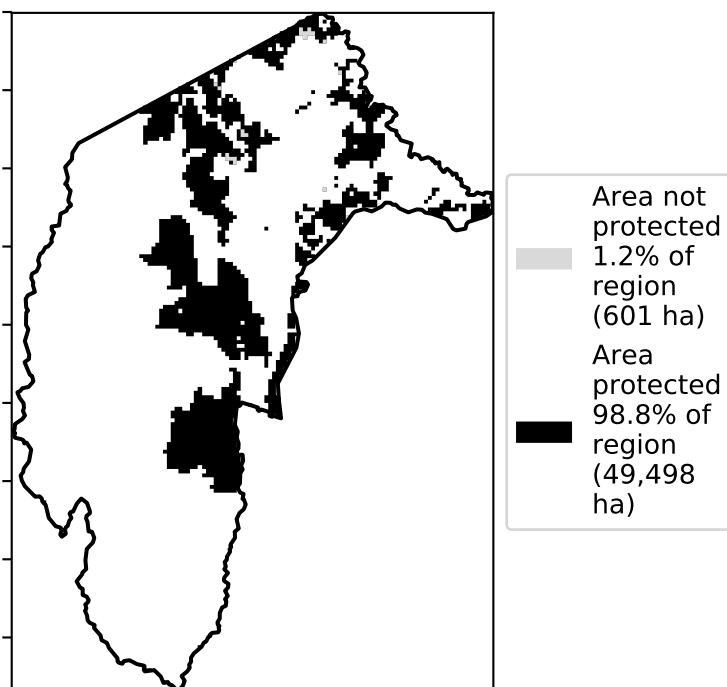 Area not
protected
1.2% of
region
(601 ha)
Area
protected
98.8% of
region
(49,498
ha)